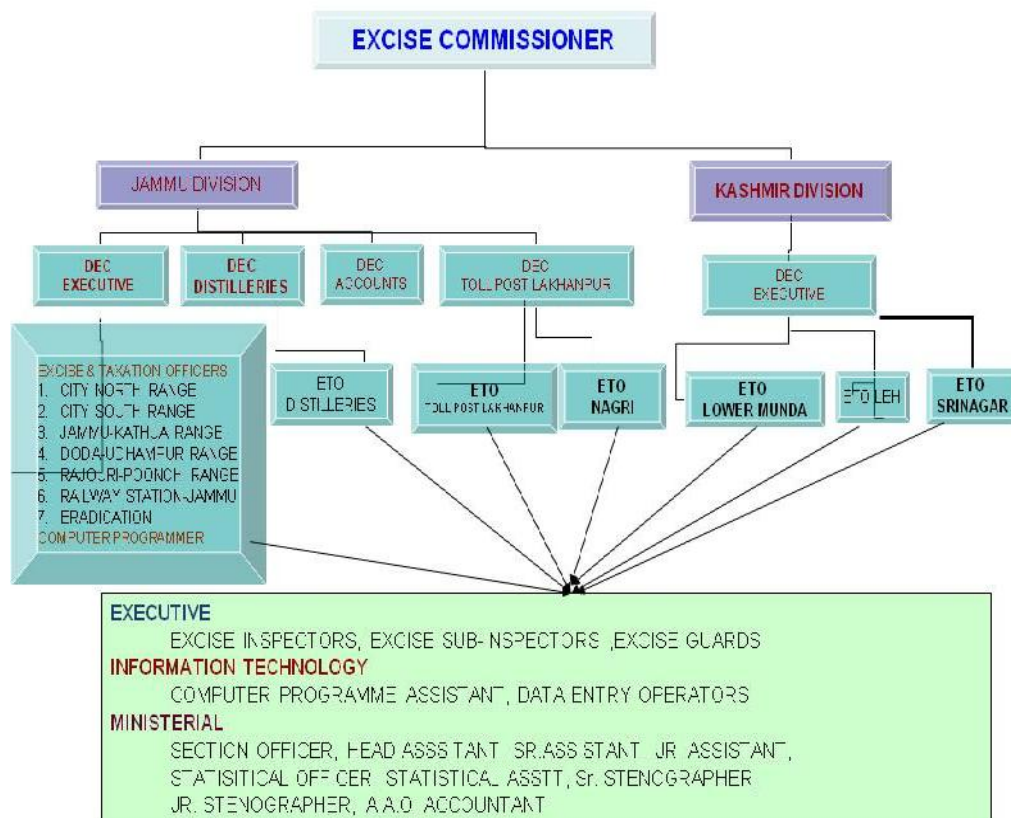 EXCISE COMMISSIONER
JAMMU DIVISION
KASHMIR DIVISION
DEC
EXECUTIVE
DEC
DISTILLERIES
DEC
ACCOUNTS
DEC
TOLL POST LAKHANPUR
DEC
EXECUTIVE
EXCISE & TAXATION OFFICERS
1. CITY NORTH RANGE
2. CITY SOUTH RANGE
3. JAMMU-KATHUA RANGE
4. DODA-UDHAMPUR RANGE
5. RAJOURI-POONCH RANGE
6. RAILWAY STATION-JAMMU
7. ERADICATION
COMPUTER PROGRAMMER
ETO
DISTILLERIES
ETO
TOLL POST LAKHANPUR
ETO
NAGRI
ETO
LOWER MUNDA
ETO LEH
ETO
SRINAGAR
EXECUTIVE
EXCISE INSPECTORS, EXCISE SUB-INSPECTORS ,EXCISE GUARDS
INFORMATION TECHNOLOGY
COMPUTER PROGRAMME ASSISTANT, DATA ENTRY OPERATORS
MINISTERIAL
SECTION OFFICER, HEAD ASSSITANT, SR.ASSISTANT, JR. ASSISTANT,
STATISITICAL OFFICER, STATISTICAL ASSTT, Sr. STENOGRAPHER
JR. STENOGRAPHER, A.A.O, ACCOUNTANT